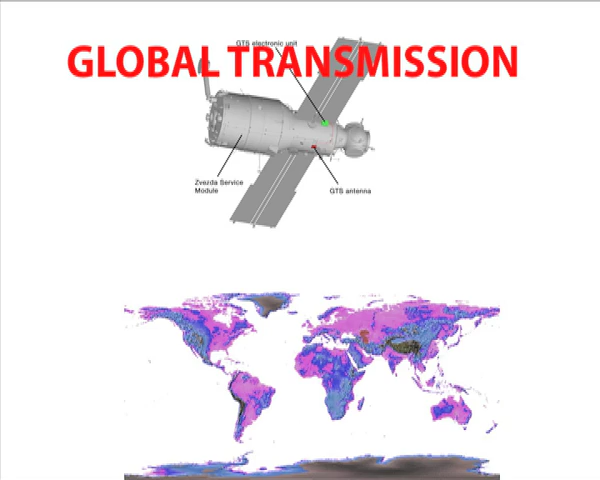 GTS electronic unit
GLOBAL TRANSMISSION
Zvezda Service
Module
GTS antenna